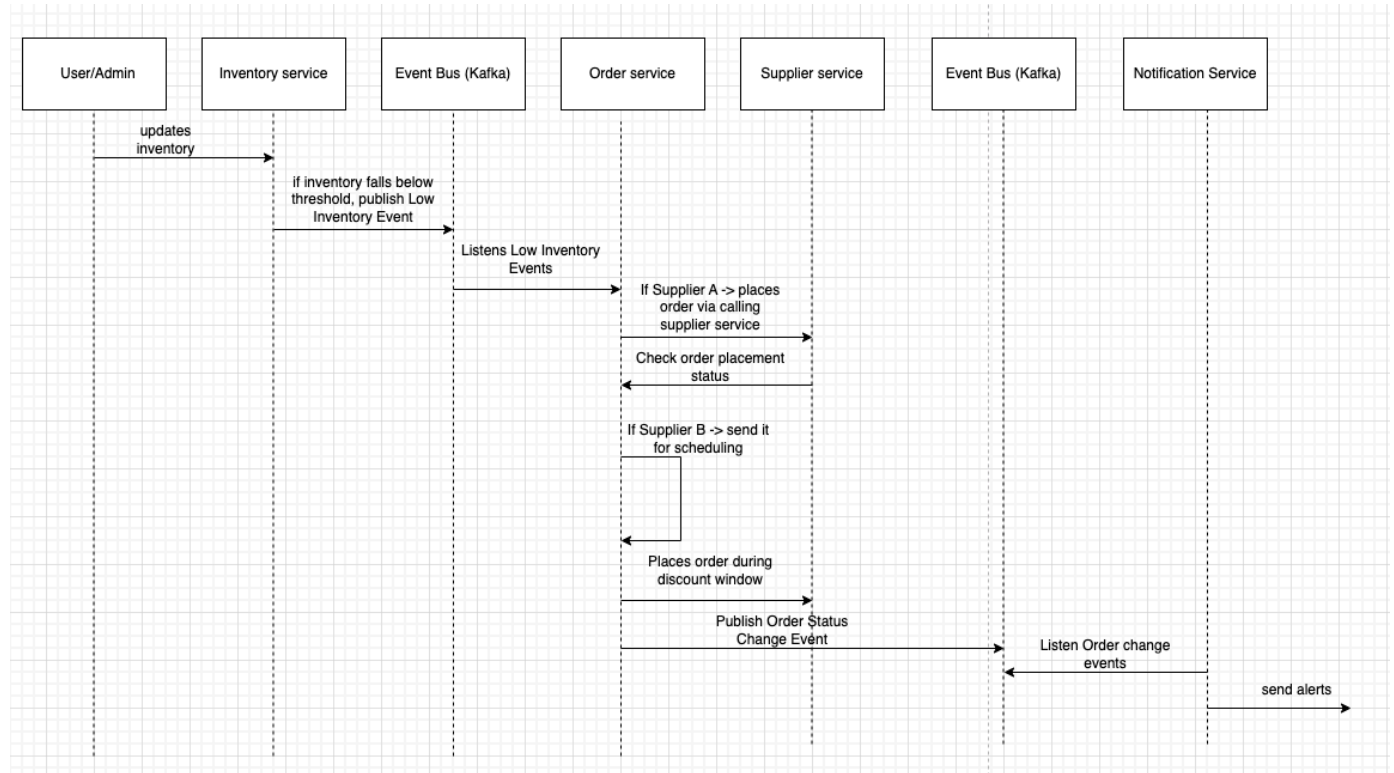 User/Admin
Inventory service
Event Bus (Kafka)
Order service
Supplier service
Event Bus (Kafka)
Notification Service
updates
inventory
if inventory falls below
threshold, publish Low
Inventory Event
Listens Low Inventory
Events
If Supplier A -> places
order via calling
supplier service
Check order placement
status
If Supplier B -> send it
for scheduling
Places order during
discount window
Publish Order Status
Change Event
Listen Order change
events
send alerts